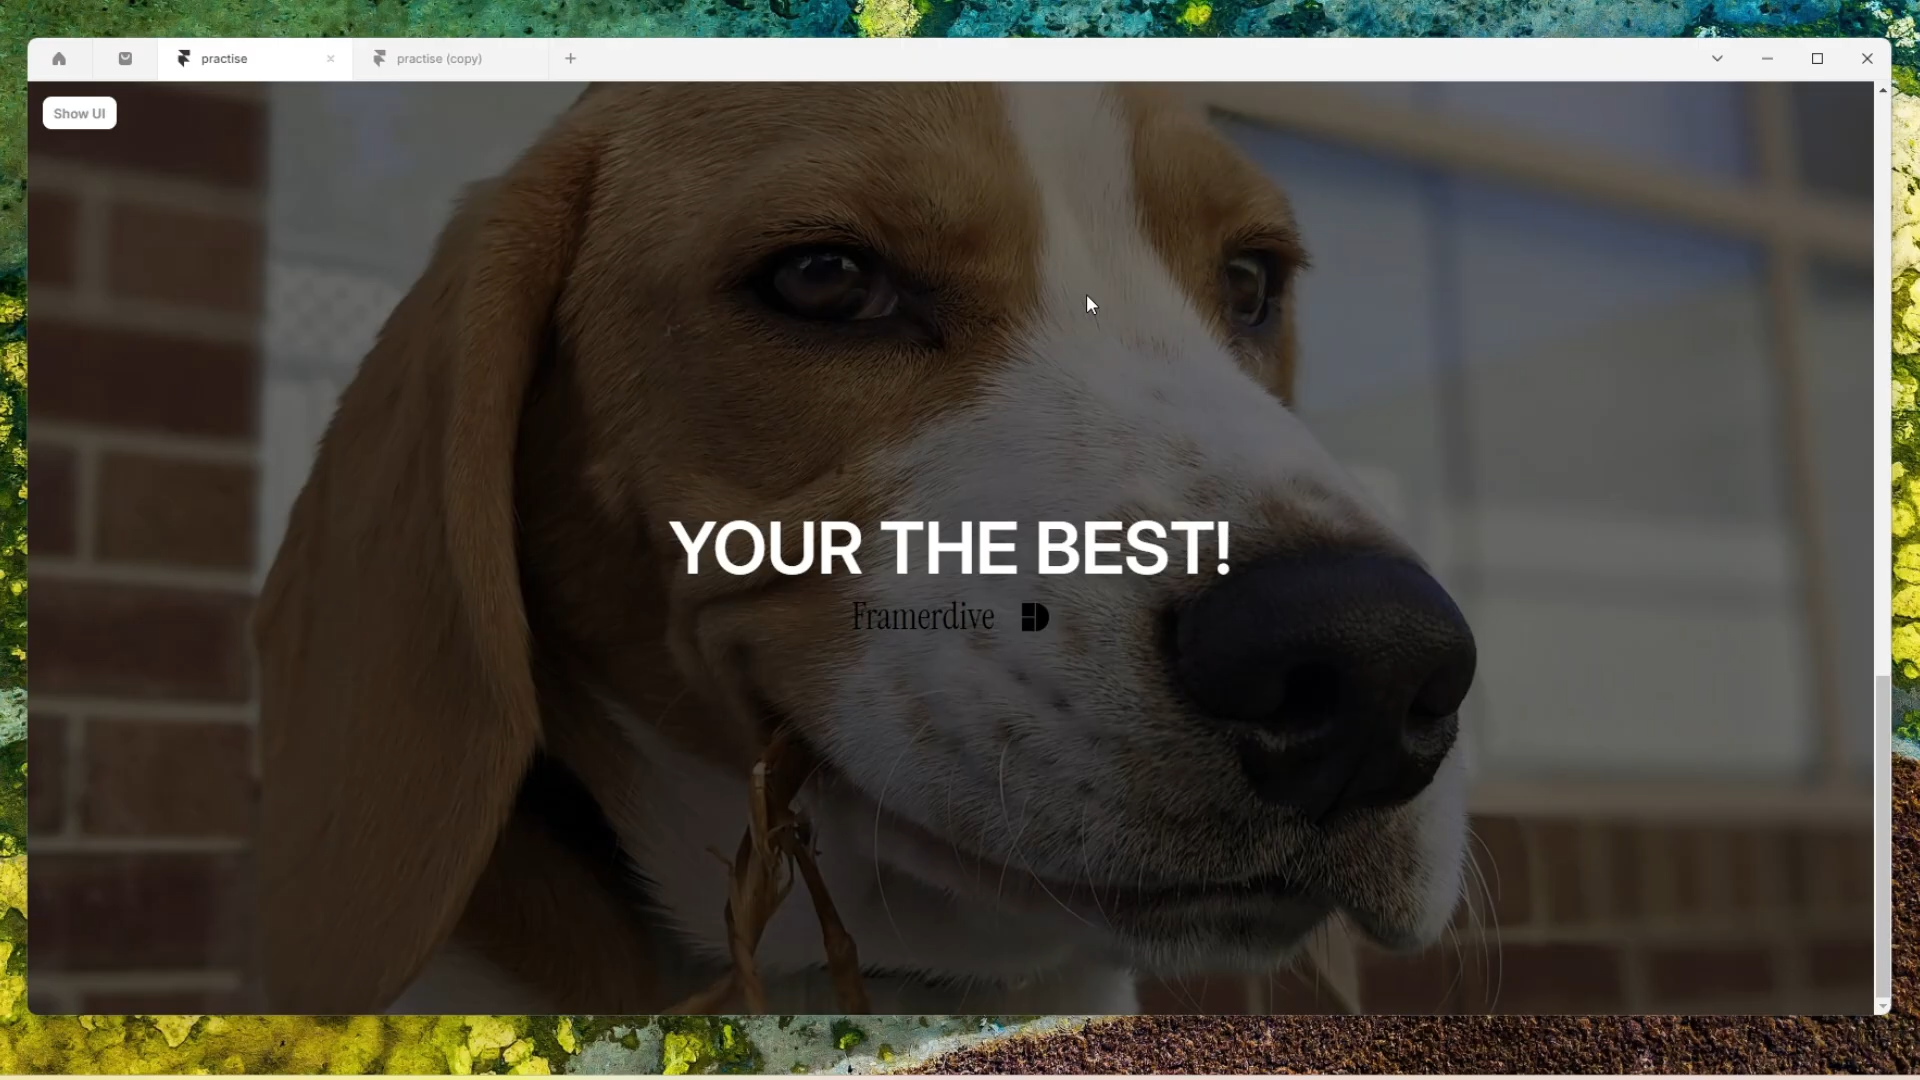 practise
practise (copy)
Show UI
YOUR THE BEST!
Framerdive